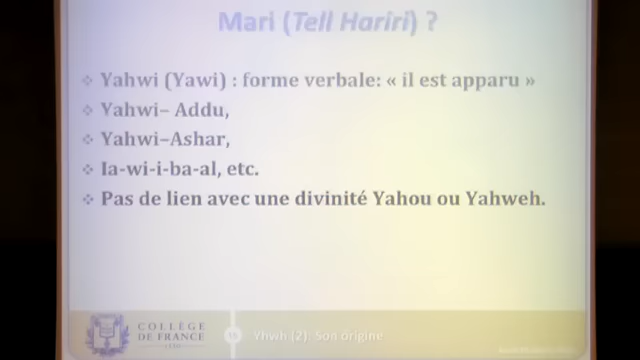 Mari (Tell Hariri) ?
❖ Yahwi (Yawi) : forme verbale: « il est apparu »
❖ Yahwi– Addu,
❖ Yahwi–Ashar,
❖ Ia-wi-i-ba-al, etc.
❖ Pas de lien avec une divinité Yahou ou Yahweh.
COLLÈGE
DE FRANCE
Yhwh (2): Son origine